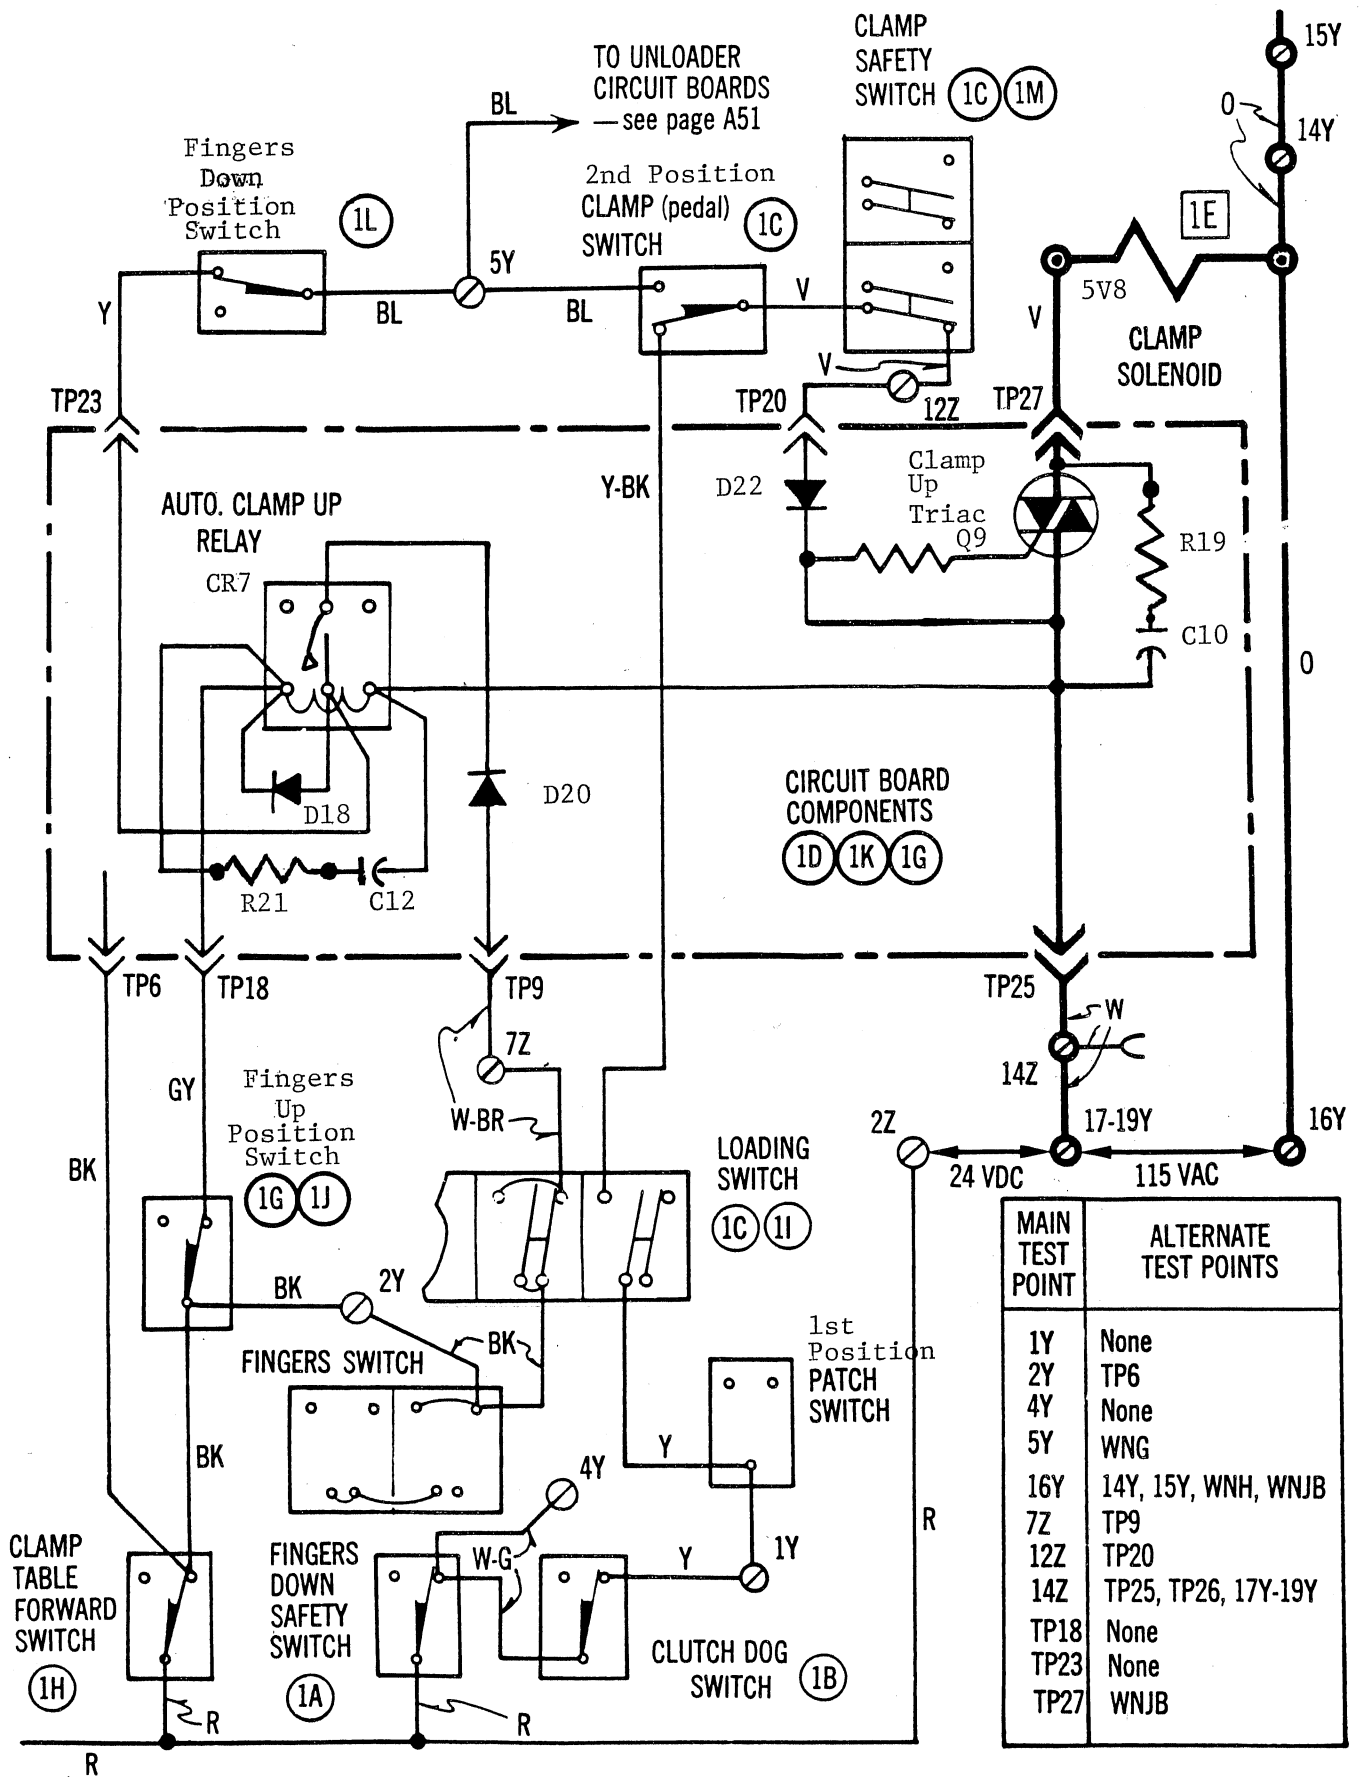 CLAMP
SAFETY
SWITCH 1C 1M
15Y
TO UNLOADER
CIRCUIT BOARDS
— see page A51
BL
O
14Y
Fingers
Down
Position
Switch
1L
2nd Position
CLAMP (pedal)
SWITCH
1C
1E
5Y
Y
BL
BL
V
5V8
V
CLAMP
SOLENOID
V
TP23
TP20
12Z
TP27
Y-BK
D22
Clamp
Up
Triac
Q9
AUTO. CLAMP UP
RELAY
CR7
R19
C10
O
D18
D20
CIRCUIT BOARD
COMPONENTS
1D 1K 1G
R21
C12
TP6
TP18
TP9
TP25
W
7Z
14Z
GY
Fingers
Up
Position
Switch
1G 1J
W-BR
2Z
17-19Y
16Y
BK
LOADING
SWITCH
1C 1I
24 VDC
115 VAC
BK
2Y
BK
FINGERS SWITCH
1st
Position
PATCH
SWITCH
BK
Y
4Y
R
CLAMP
TABLE
FORWARD
SWITCH
1H
FINGERS
DOWN
SAFETY
SWITCH
1A
W-G
Y
1Y
CLUTCH DOG
SWITCH
1B
R
R
R
MAIN
TEST
POINT
ALTERNATE
TEST POINTS
1Y None
2Y TP6
4Y None
5Y WNG
16Y 14Y, 15Y, WNH, WNJB
7Z TP9
12Z TP20
14Z TP25, TP26, 17Y-19Y
TP18 None
TP23 None
TP27 WNJB